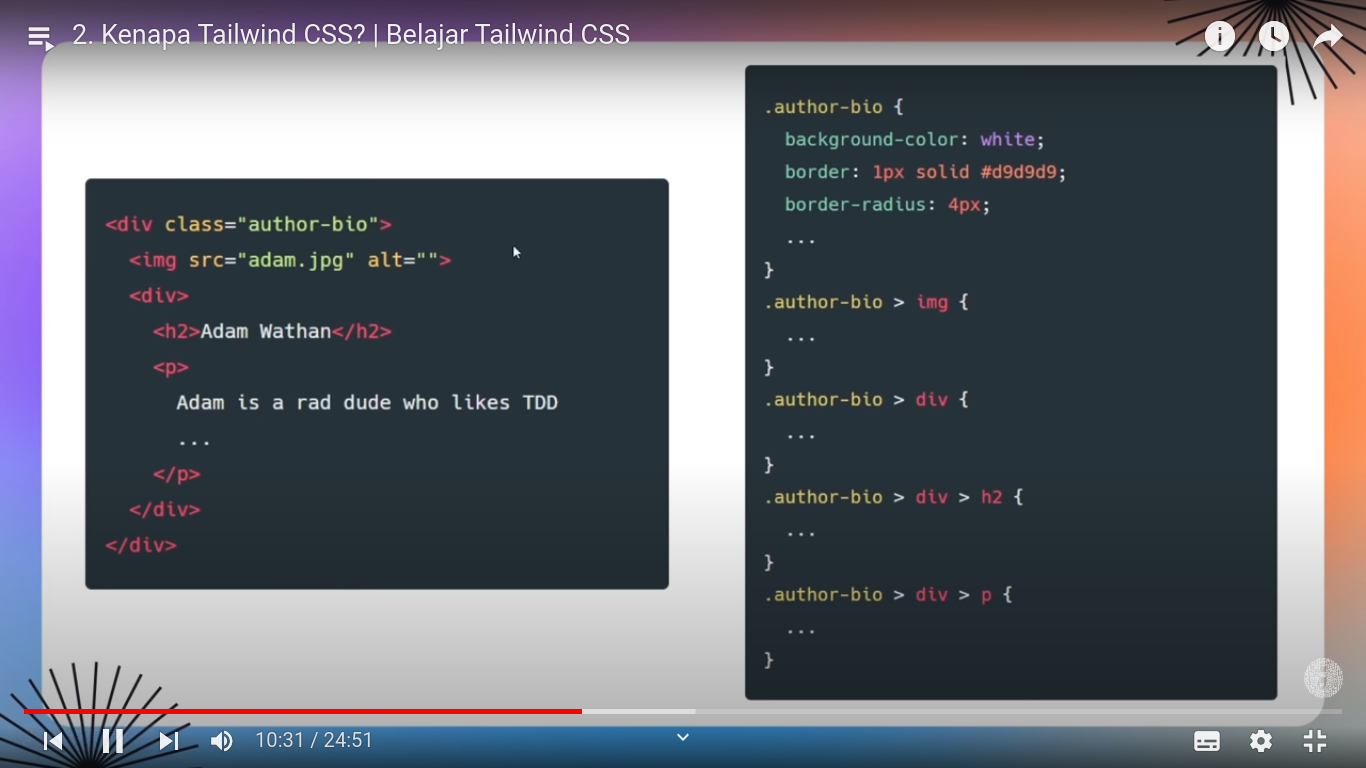 2. Kenapa Tailwind CSS? | Belajar Tailwind CSS
<div class="author-bio">
<img src="adam.jpg" alt="">
<div>
<h2>Adam Wathan</h2>
<p>
Adam is a rad dude who likes TDD
...
</p>
</div>
</div>
.author-bio {
background-color: white;
border: 1px solid #d9d9d9;
border-radius: 4px;
...
}
.author-bio > img {
...
}
.author-bio > div {
...
}
.author-bio > div > h2 {
...
}
.author-bio > div > p {
...
}
10:31 / 24:51